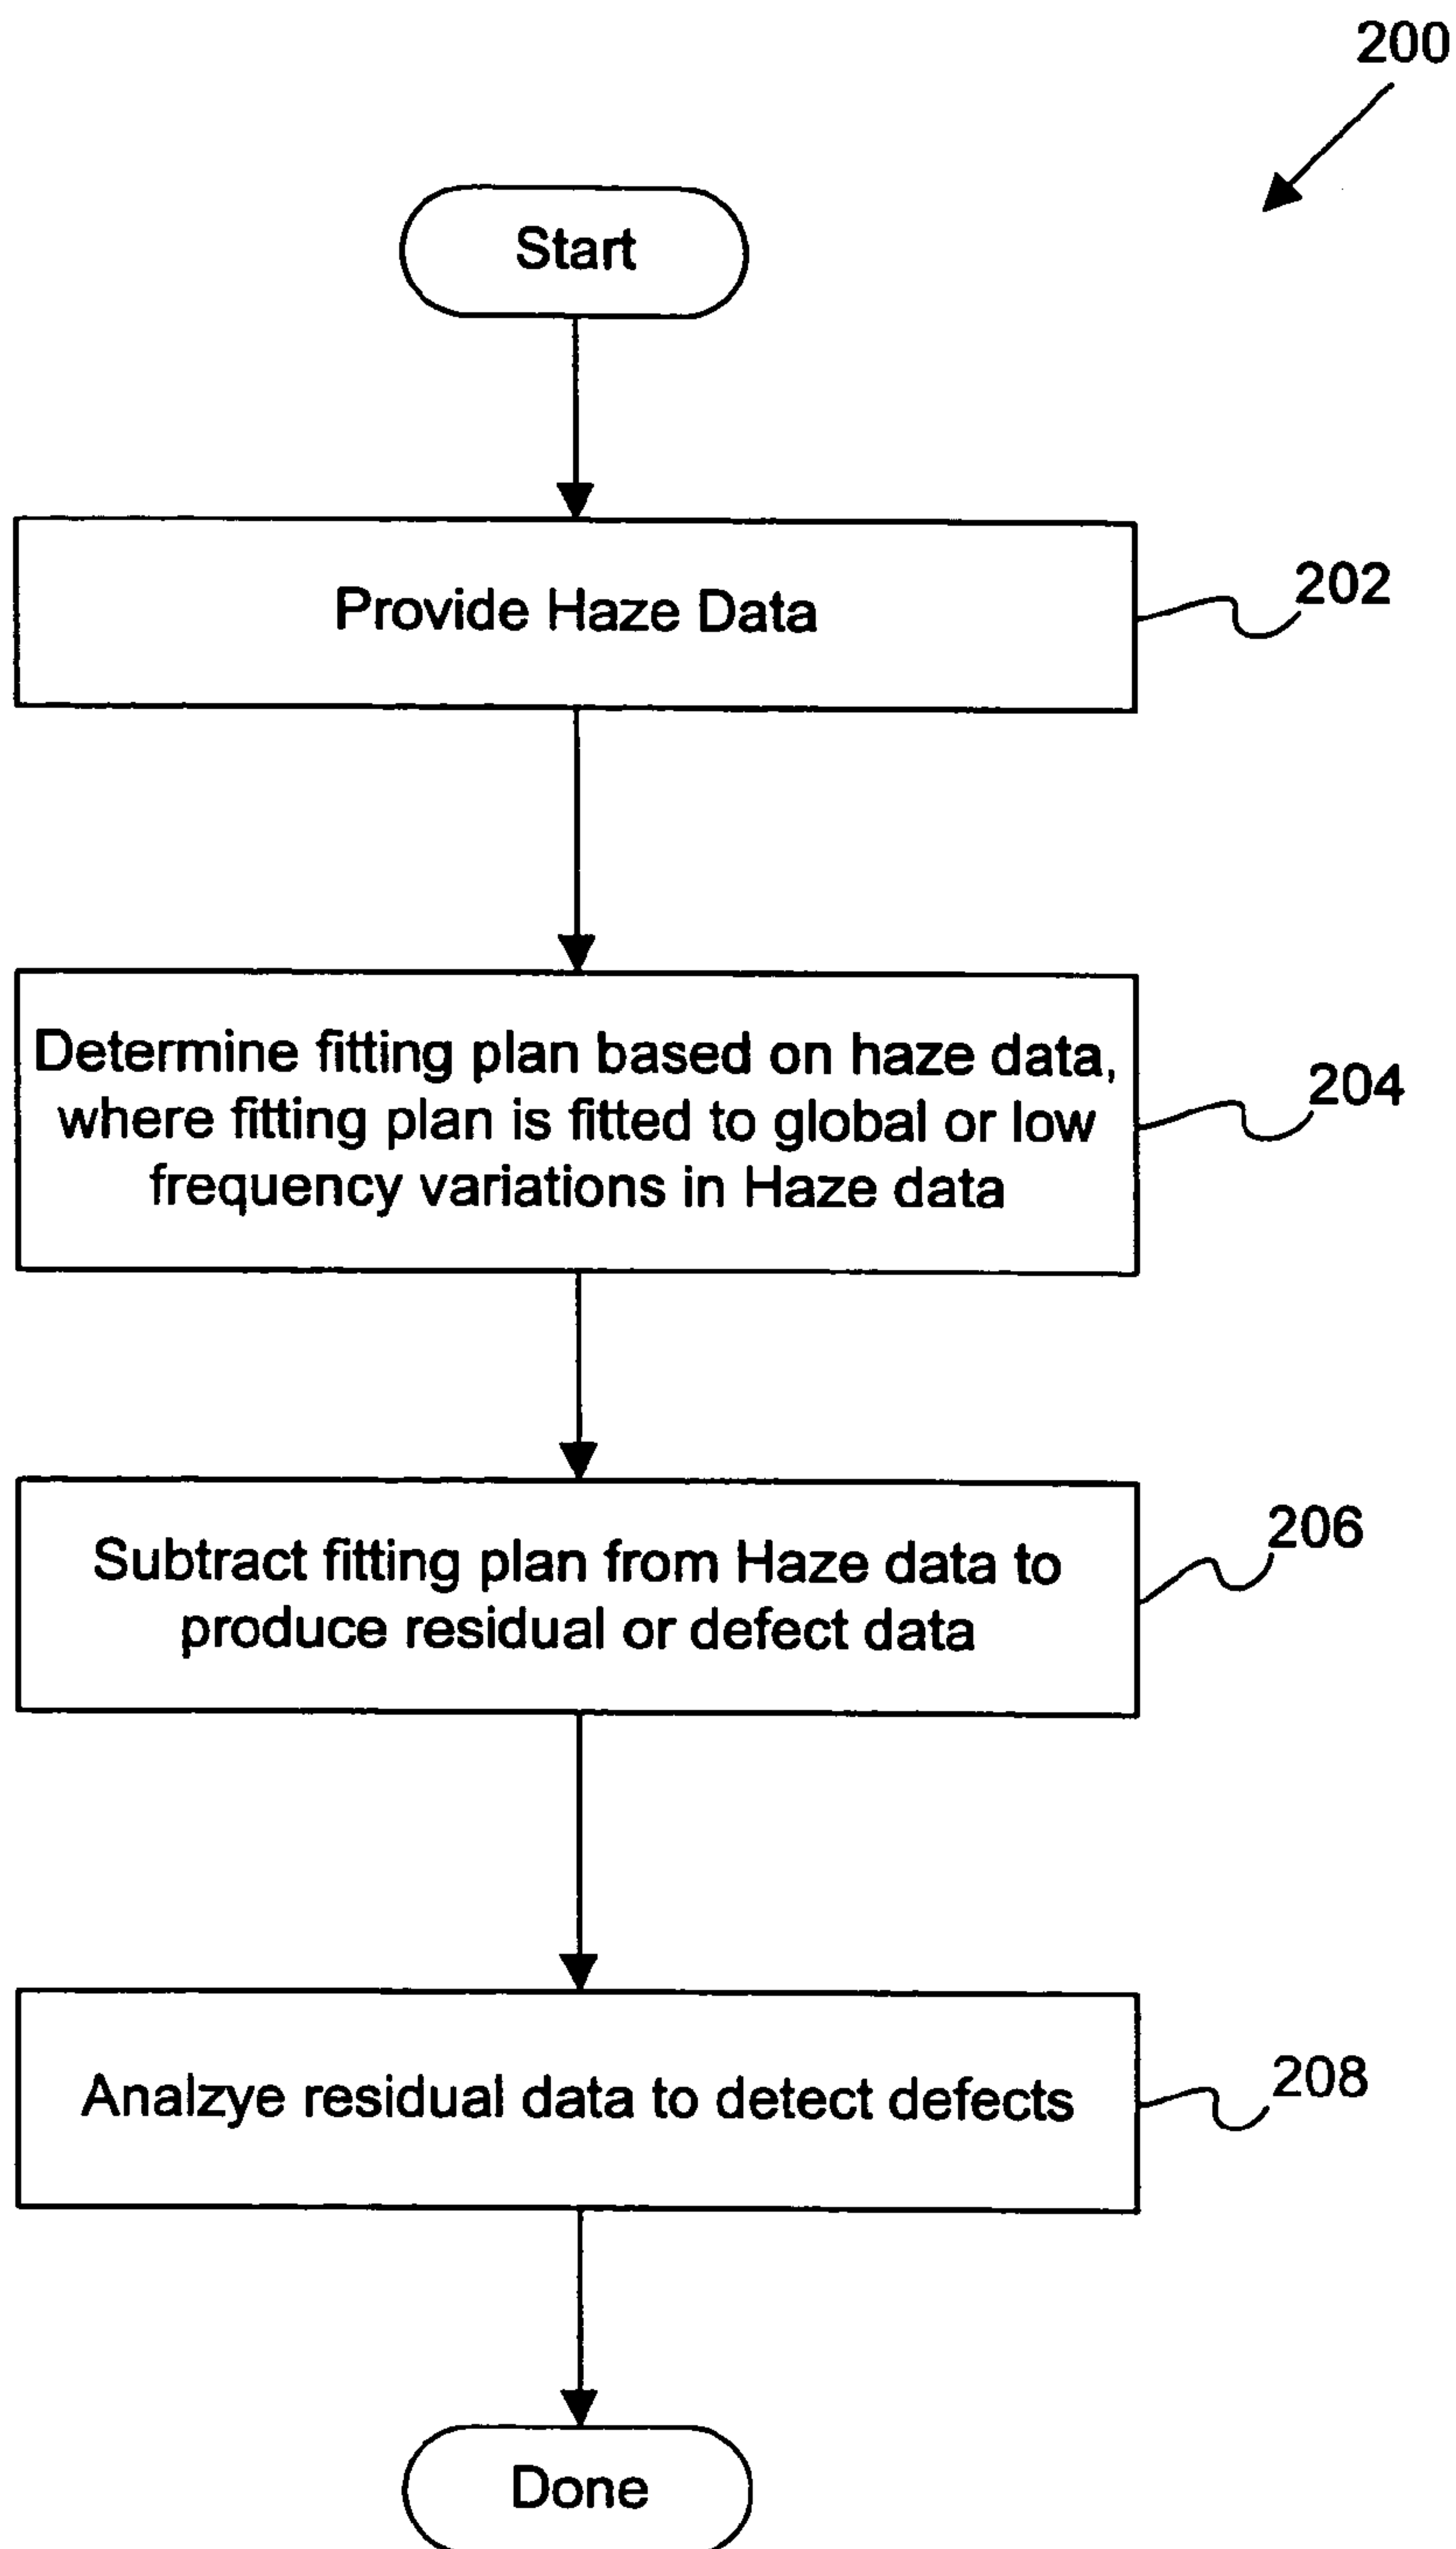 200
Start
Provide Haze Data
202
Determine fitting plan based on haze data,
where fitting plan is fitted to global or low
frequency variations in Haze data
204
Subtract fitting plan from Haze data to
produce residual or defect data
206
Analzye residual data to detect defects
208
Done